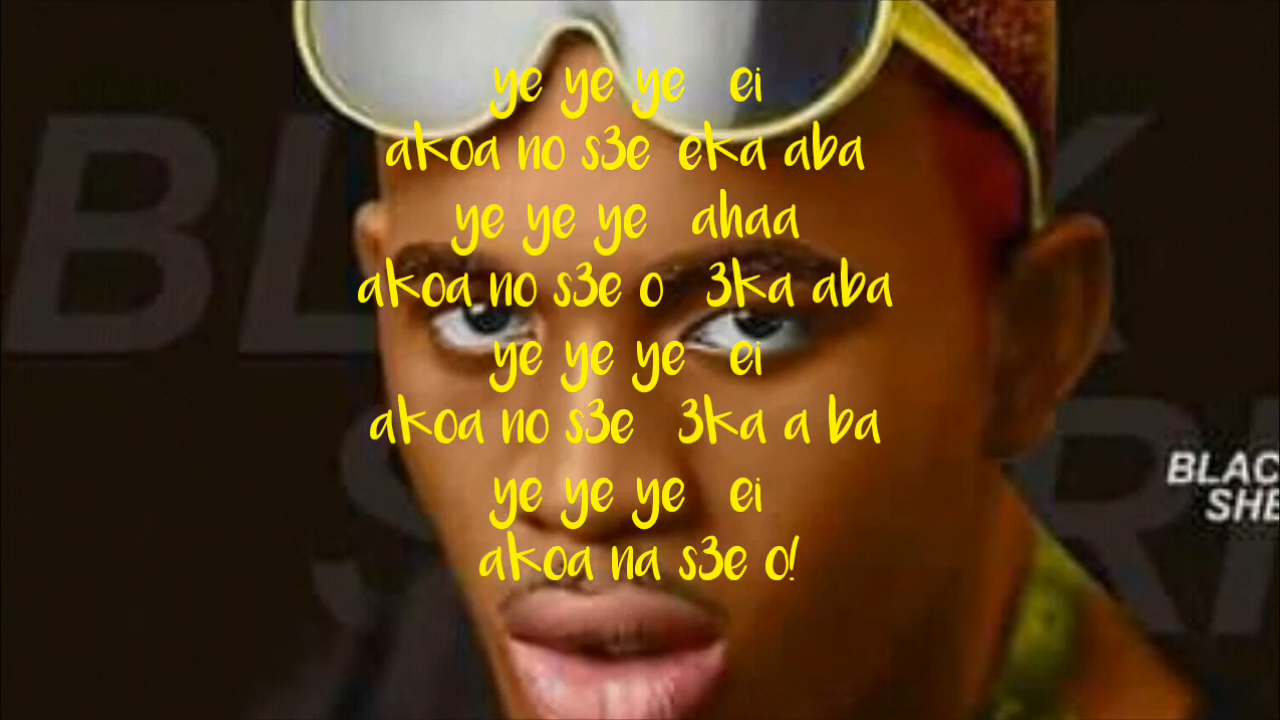 ye ye ye ei
akoa no s3e eka aba
ye ye ye ahaa
akoa no s3e o 3ka aba
ye ye ye ei
akoa no s3e 3ka a ba
ye ye ye ei
akoa na s3e o!
BLAC
SHE